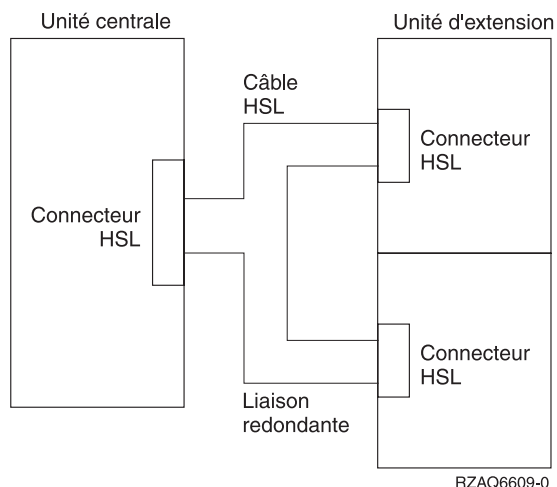 Unité centrale
Unité d'extension
Câble
HSL
Connecteur
HSL
Connecteur
HSL
Connecteur
HSL
Liaison
redondante
RZAQ6609-0